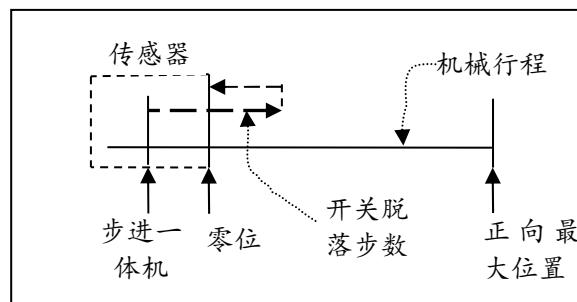 传感器
机械行程
步进一
体机
零位
开关脱
落步数
正向最
大位置